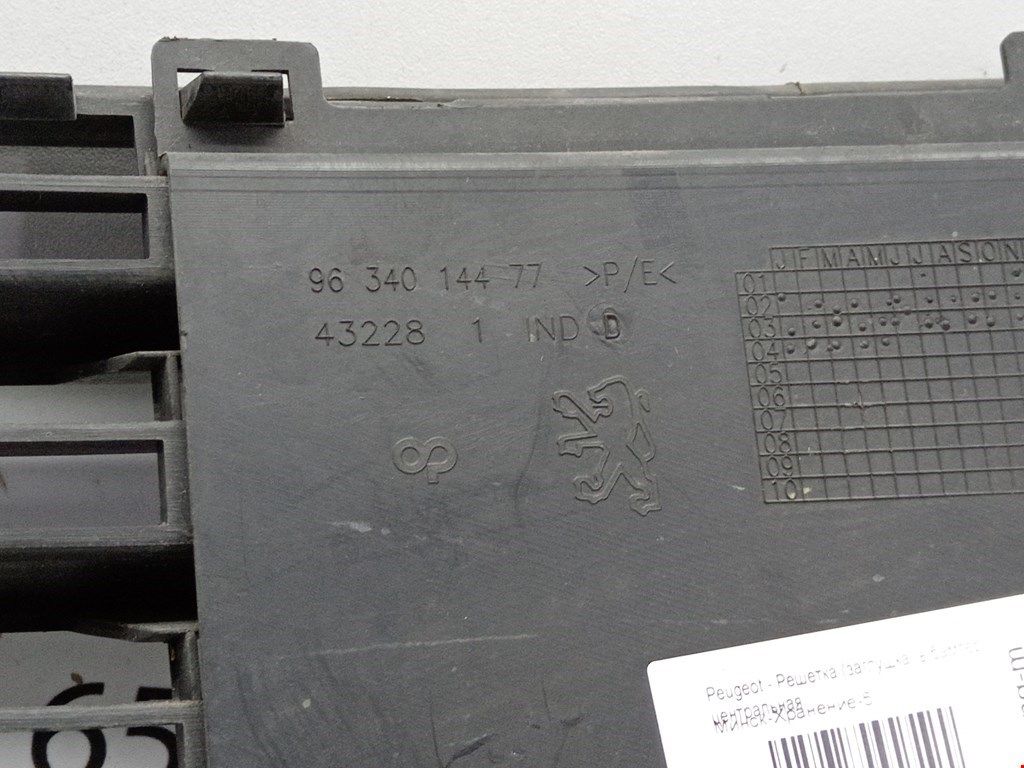 96 340 144 77 >P/E<
43228 1 IND D
J F M A M J J A S O N
01
02
03
04
05
06
07
08
09
10
Peugeot - Решетка (заглушка) в бампер
центральная
Минск-Хранение-5